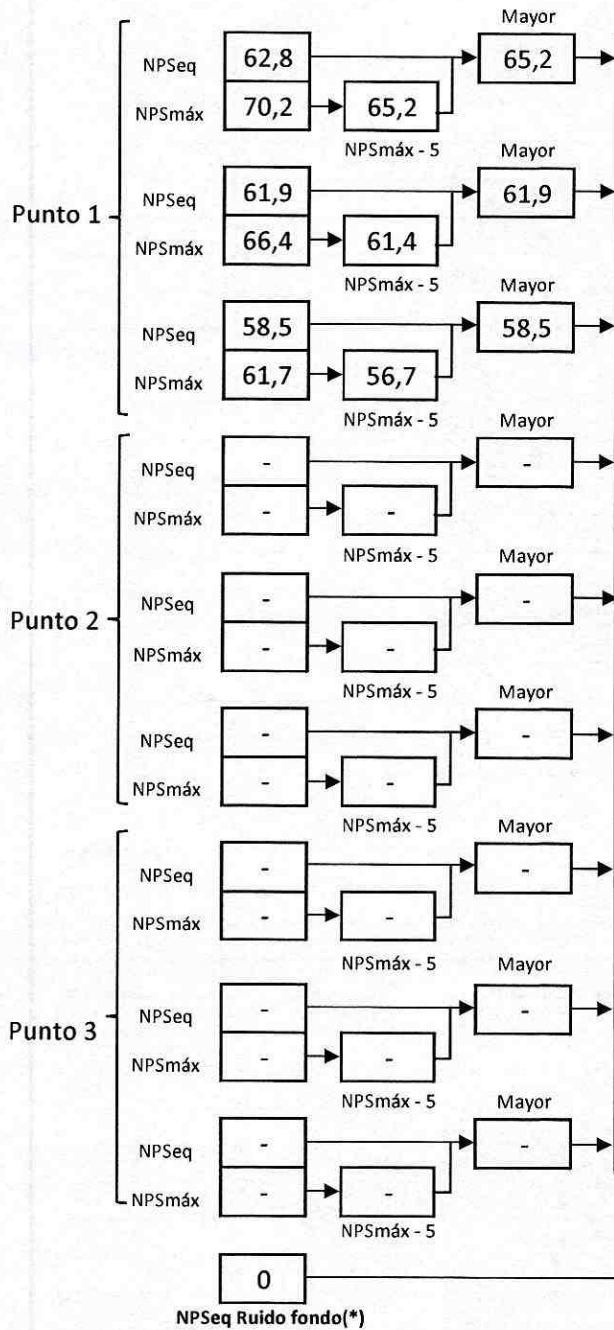 Mayor
NPSeq 62,8 65,2
NPSmáx 70,2 65,2
NPSmáx - 5 Mayor
Punto 1 NPSeq 61,9 61,9
NPSmáx 66,4 61,4
NPSmáx - 5 Mayor
NPSeq 58,5 58,5
NPSmáx 61,7 56,7
NPSmáx - 5 Mayor
NPSeq - -
NPSmáx - -
NPSmáx - 5 Mayor
Punto 2 NPSeq - -
NPSmáx - -
NPSmáx - 5 Mayor
NPSeq - -
NPSmáx - -
NPSmáx - 5 Mayor
NPSeq - -
NPSmáx - -
NPSmáx - 5 Mayor
Punto 3 NPSeq - -
NPSmáx - -
NPSmáx - 5 Mayor
NPSeq - -
NPSmáx - -
NPSmáx - 5
0
NPSeq Ruido fondo(*)